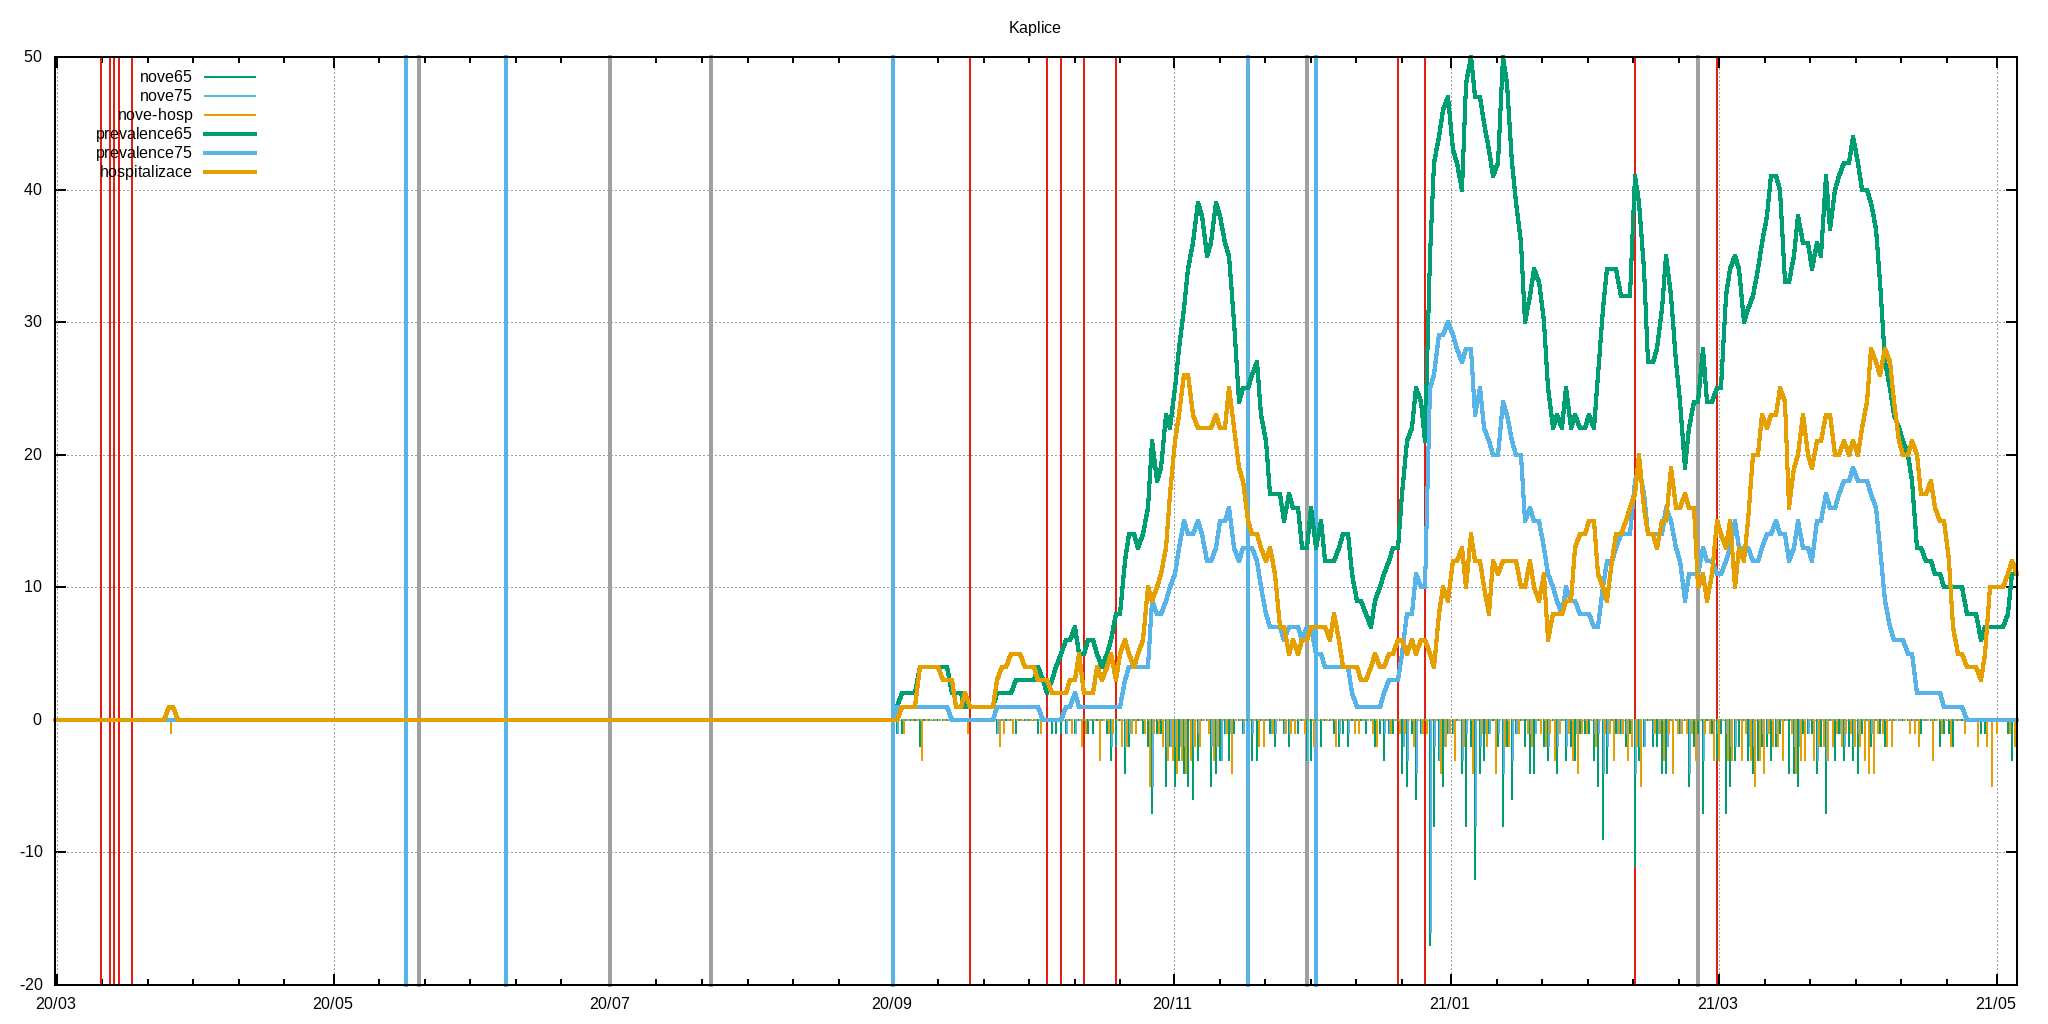 Kaplice
50
40
30
20
10
0
-10
-20
nove65
nove75
nove-hosp
prevalence65
prevalence75
hospitalizace
20/03 20/05 20/07 20/09 20/11 21/01 21/03 21/05